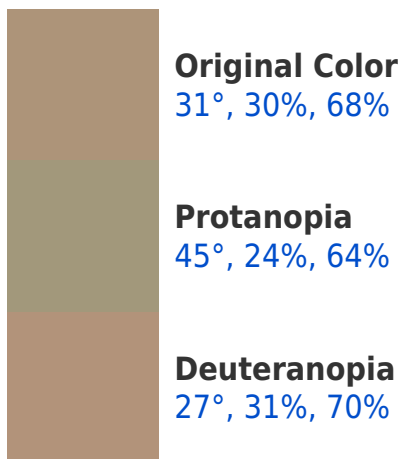 Original Color
31°, 30%, 68%
Protanopia
45°, 24%, 64%
Deuteranopia
27°, 31%, 70%